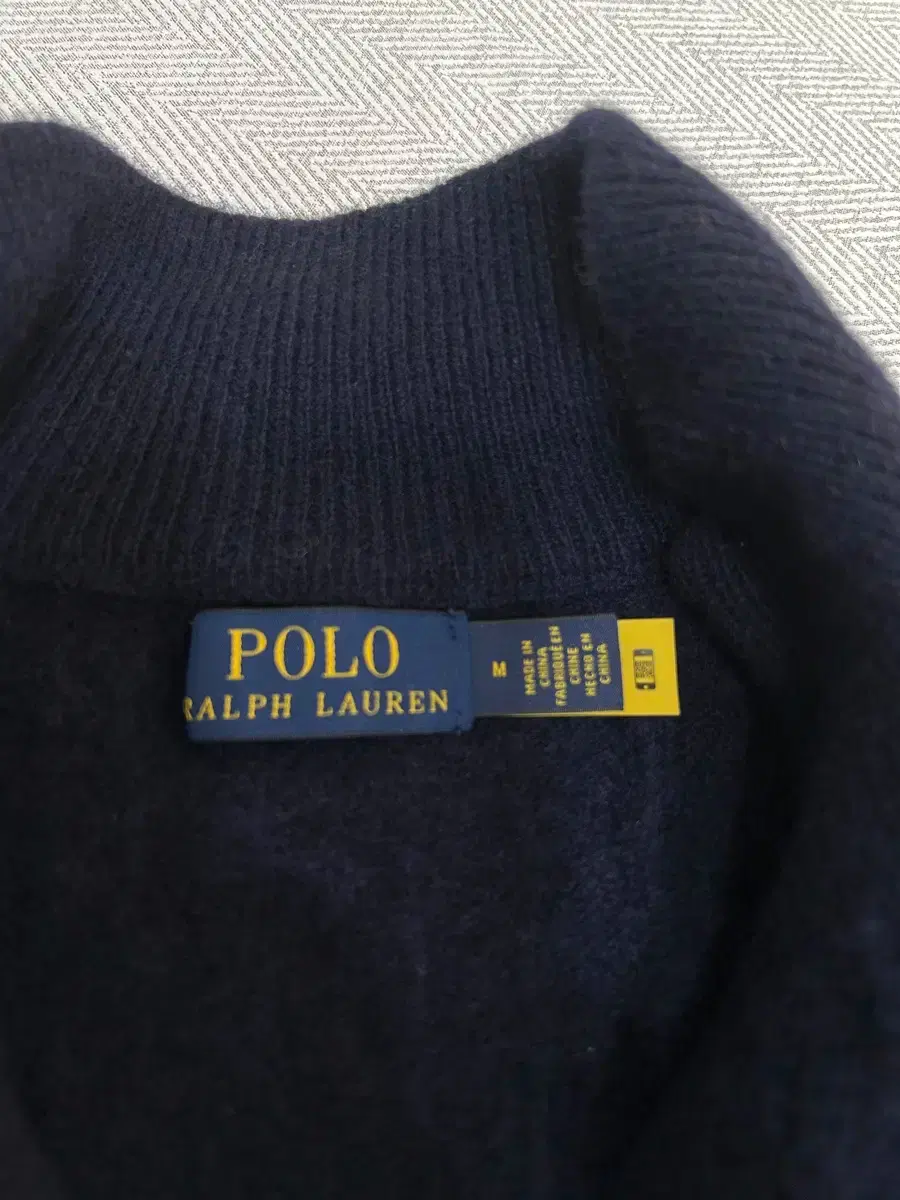 POLO
RALPH LAUREN
M
MADE IN
CHINA
FABRIQUÉ EN
CHINE
HECHO EN
CHINA